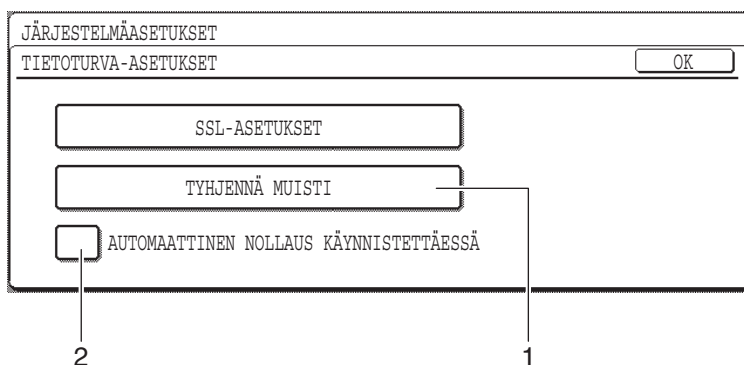 JÄRJESTELMÄASETUKSET
TIETOTURVA-ASETUKSET OK
SSL-ASETUKSET
TYHJENNÄ MUISTI
AUTOMAATTINEN NOLLAUS KÄYNNISTETTÄESSÄ
2 1